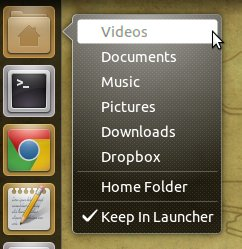 Videos
Documents
Music
Pictures
Downloads
Dropbox
Home Folder
Keep In Launcher
>_